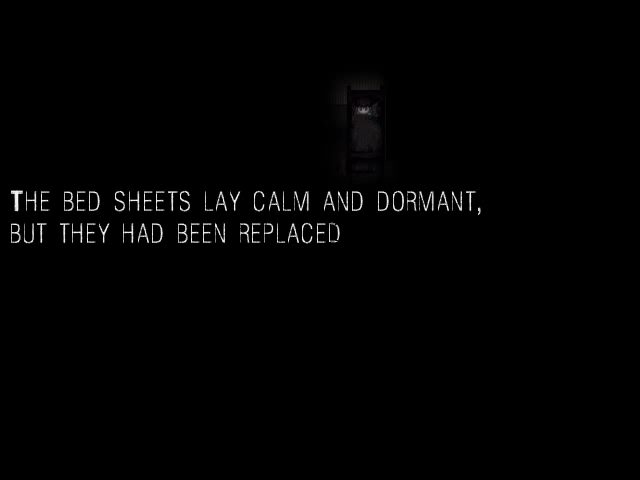 THE BED SHEETS LAY CALM AND DORMANT,
BUT THEY HAD BEEN REPLACED